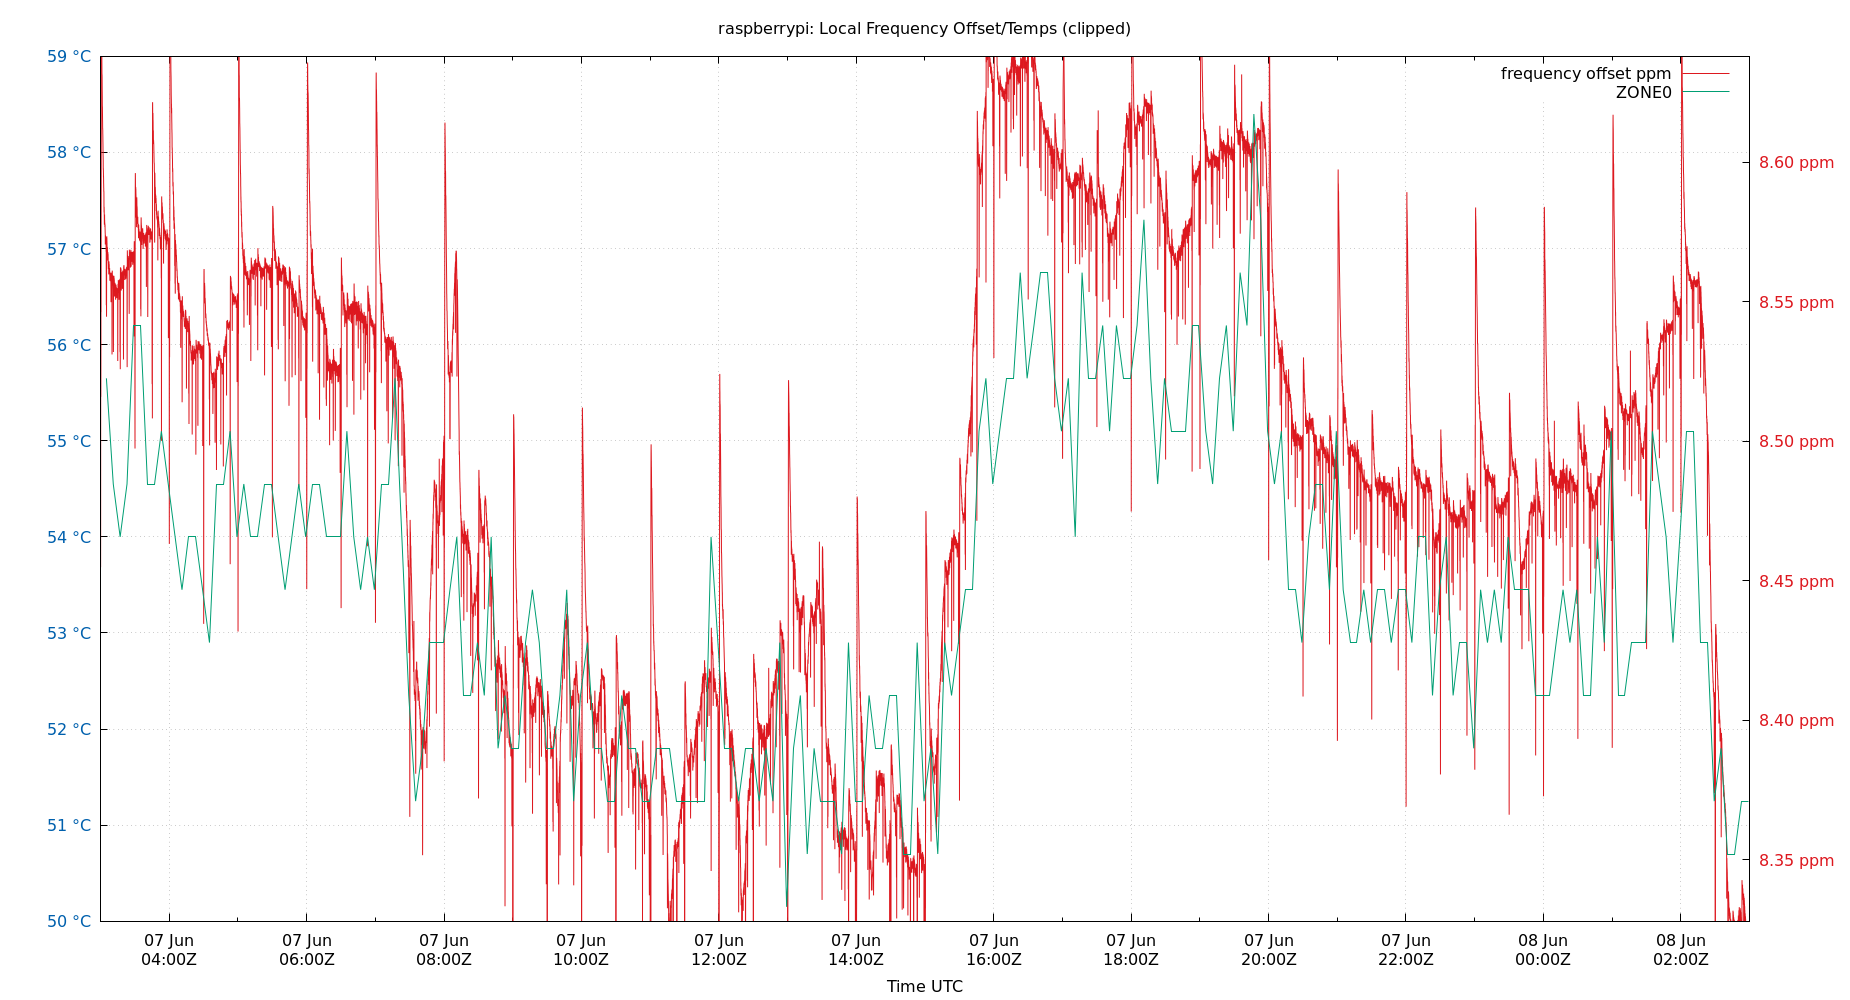 raspberrypi: Local Frequency Offset/Temps (clipped)
frequency offset ppm
ZONE0
59 °C
58 °C
57 °C
56 °C
55 °C
54 °C
53 °C
52 °C
51 °C
50 °C
8.60 ppm
8.55 ppm
8.50 ppm
8.45 ppm
8.40 ppm
8.35 ppm
07 Jun 07 Jun 07 Jun 07 Jun 07 Jun 07 Jun 07 Jun 07 Jun 07 Jun 07 Jun 08 Jun 08 Jun
04:00Z 06:00Z 08:00Z 10:00Z 12:00Z 14:00Z 16:00Z 18:00Z 20:00Z 22:00Z 00:00Z 02:00Z
Time UTC